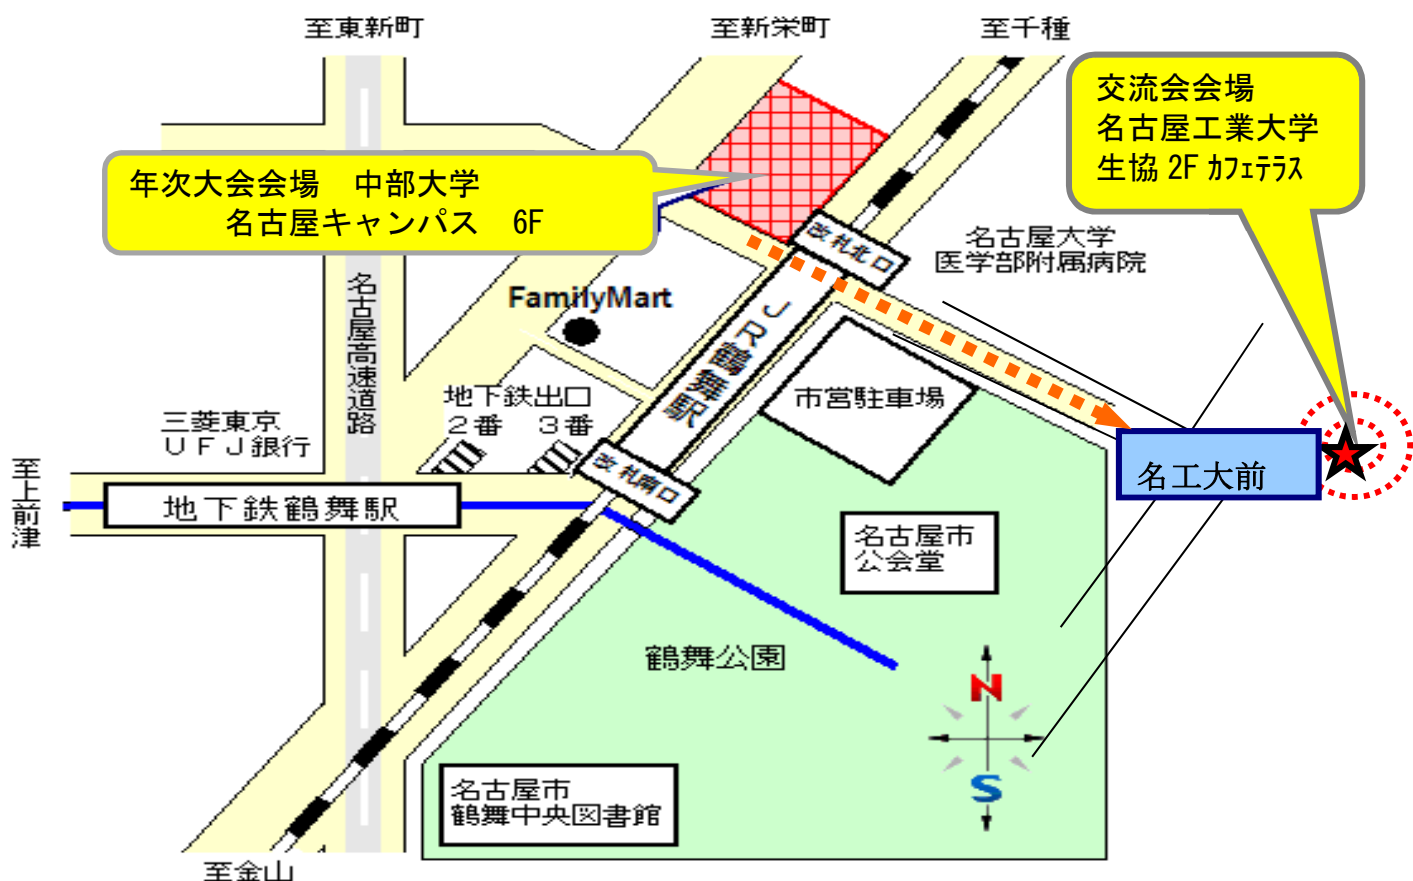 至東新町
至新栄町
至千種
交流会会場
名古屋工業大学
生協 2F カフェテラス
年次大会会場　中部大学
名古屋キャンパス　6F
改札北口
名古屋大学
医学部附属病院
FamilyMart
名古屋高速道路
JR鶴舞駅
地下鉄出口
2番　3番
市営駐車場
三菱東京
UFJ銀行
改札南口
名工大前
至上前津
地下鉄鶴舞駅
名古屋市
公会堂
鶴舞公園
N
S
名古屋市
鶴舞中央図書館
至金山